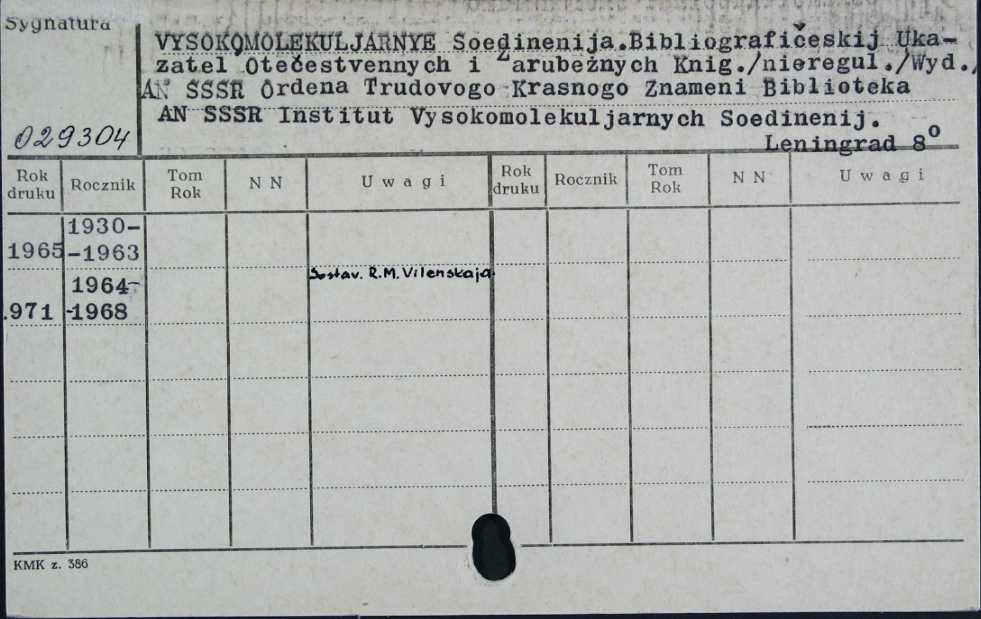 Sygnatura
VYSOKOMOLEKULJARNYE Soedinenija.Bibliografičeskij Uka-
zatel Otečestvennych i Zarubežnych Knig./nieregul./Wyd.,
AN SSSR Ordena Trudovogo Krasnogo Znameni Biblioteka
AN SSSR Institut Vysokomolekuljarnych Soedinenij.
029304
Leningrad 8°
Rok druku Rocznik Tom Rok N N Uwagi Rok druku Rocznik Tom Rok N N Uwagi
1930-
1965 -1963
Sostav. R.M.Vilenskaja
1964-
.971 -1968
KMK z. 386